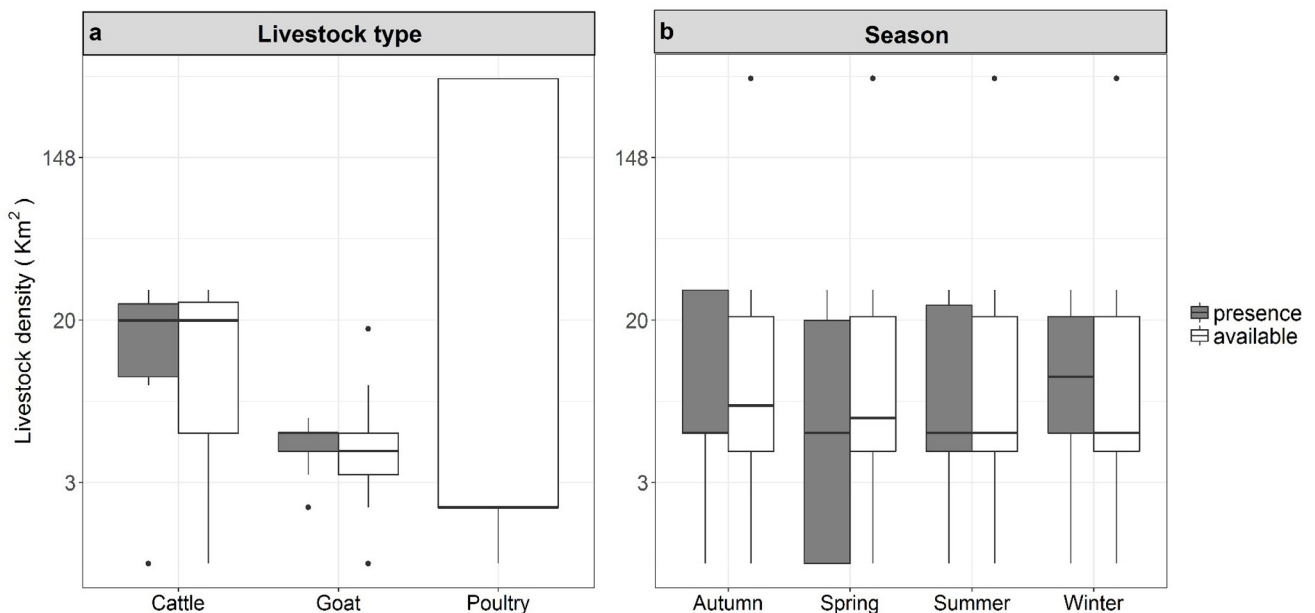 a Livestock type
b Season
Livestock density ( Km²)
148
20
3
Cattle Goat Poultry
148
20
3
Autumn Spring Summer Winter
presence
available